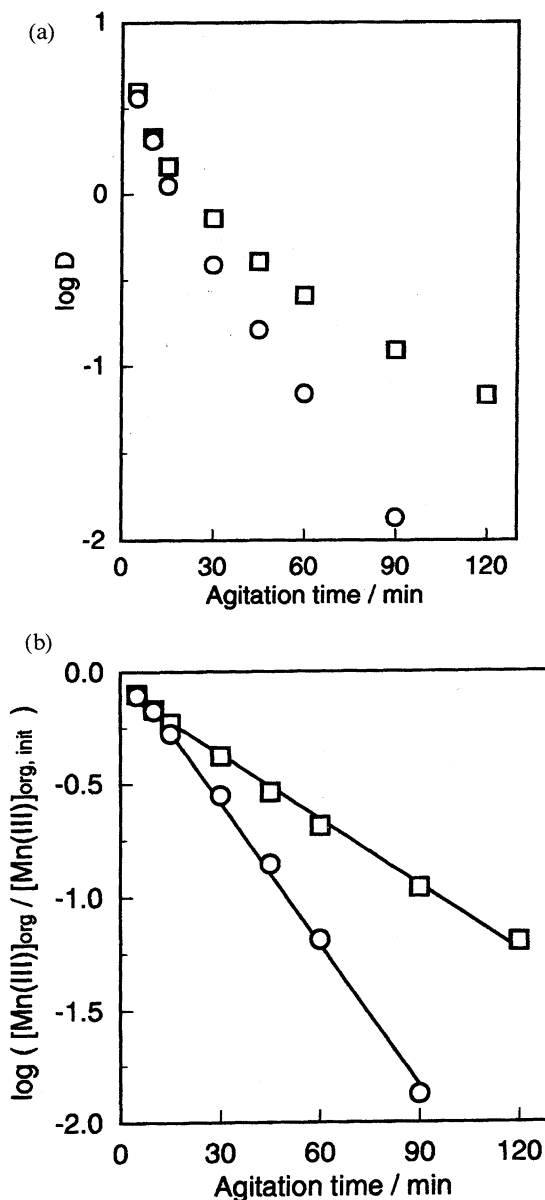 (a)
1
0
-1
-2
log D
0 30 60 90 120
Agitation time / min
(b)
0.0
-0.5
-1.0
-1.5
-2.0
log ( [Mn(III)]org / [Mn(III)]org, init )
0 30 60 90 120
Agitation time / min